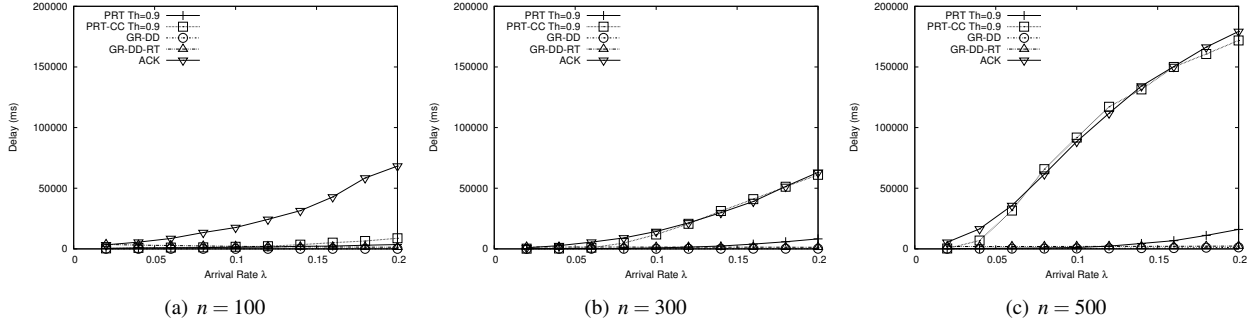 PRT Th=0.9
PRT-CC Th=0.9
GR-DD
GR-DD-RT
ACK
200000
150000
100000
50000
0
Delay (ms)
0
0.05
0.1
0.15
0.2
Arrival Rate λ
(a) n = 100
PRT Th=0.9
PRT-CC Th=0.9
GR-DD
GR-DD-RT
ACK
200000
150000
100000
50000
0
Delay (ms)
0
0.05
0.1
0.15
0.2
Arrival Rate λ
(b) n = 300
PRT Th=0.9
PRT-CC Th=0.9
GR-DD
GR-DD-RT
ACK
200000
150000
100000
50000
0
Delay (ms)
0
0.05
0.1
0.15
0.2
Arrival Rate λ
(c) n = 500